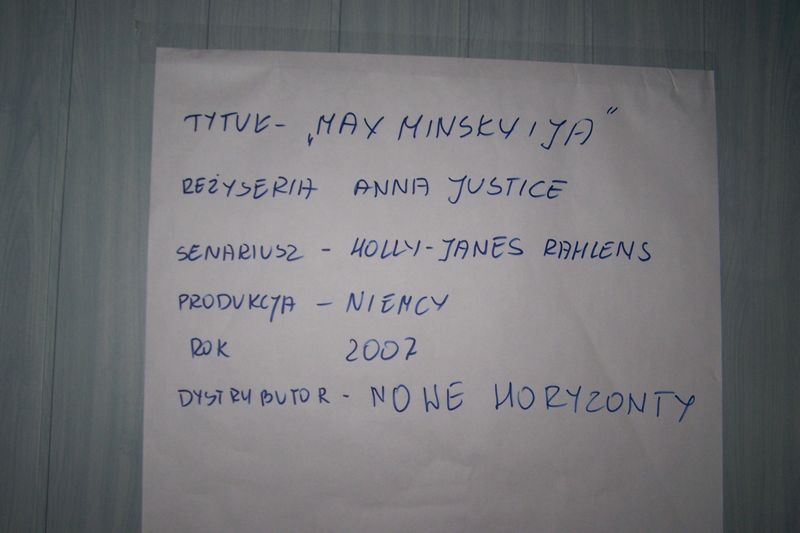 TYTUŁ - „MAX MINSKY I JA"
REŻYSERIA ANNA JUSTICE
SENARIUSZ - HOLLY-JANES RAHLENS
PRODUKCJA - NIEMCY
ROK 2007
DYSTRYBUTOR - NOWE HORYZONTY